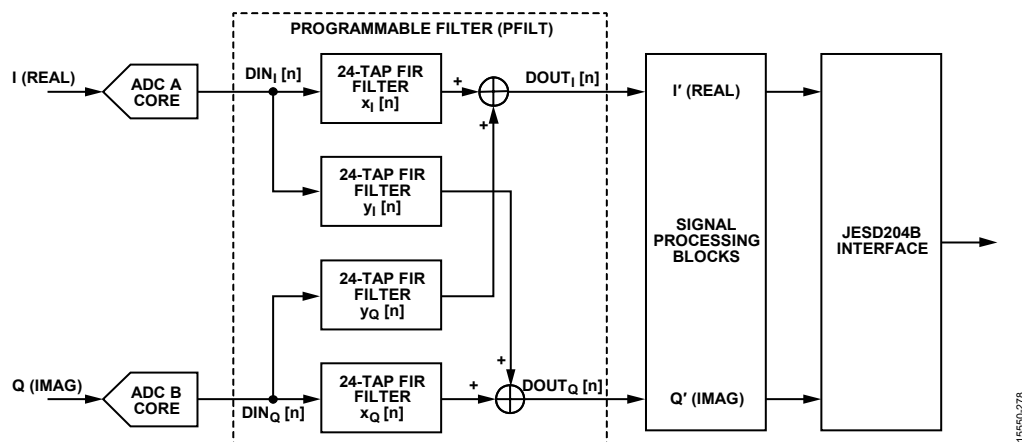 PROGRAMMABLE FILTER (PFILT)
I (REAL)
ADC A
CORE
DINI [n]
24-TAP FIR
FILTER
xI [n]
+
+
DOUTI [n]
I′ (REAL)
24-TAP FIR
FILTER
yI [n]
SIGNAL
PROCESSING
BLOCKS
JESD204B
INTERFACE
24-TAP FIR
FILTER
yQ [n]
Q (IMAG)
ADC B
CORE
DINQ [n]
24-TAP FIR
FILTER
xQ [n]
+
+
DOUTQ [n]
Q′ (IMAG)
15550-278